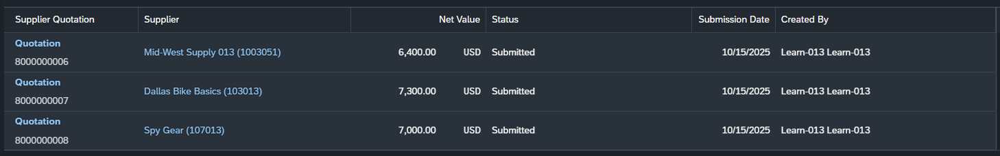 Supplier Quotation Supplier Net Value Status Submission Date Created By
Quotation
8000000006
Mid-West Supply 013 (1003051) 6,400.00 USD Submitted 10/15/2025 Learn-013 Learn-013
Quotation
8000000007
Dallas Bike Basics (103013) 7,300.00 USD Submitted 10/15/2025 Learn-013 Learn-013
Quotation
8000000008
Spy Gear (107013) 7,000.00 USD Submitted 10/15/2025 Learn-013 Learn-013